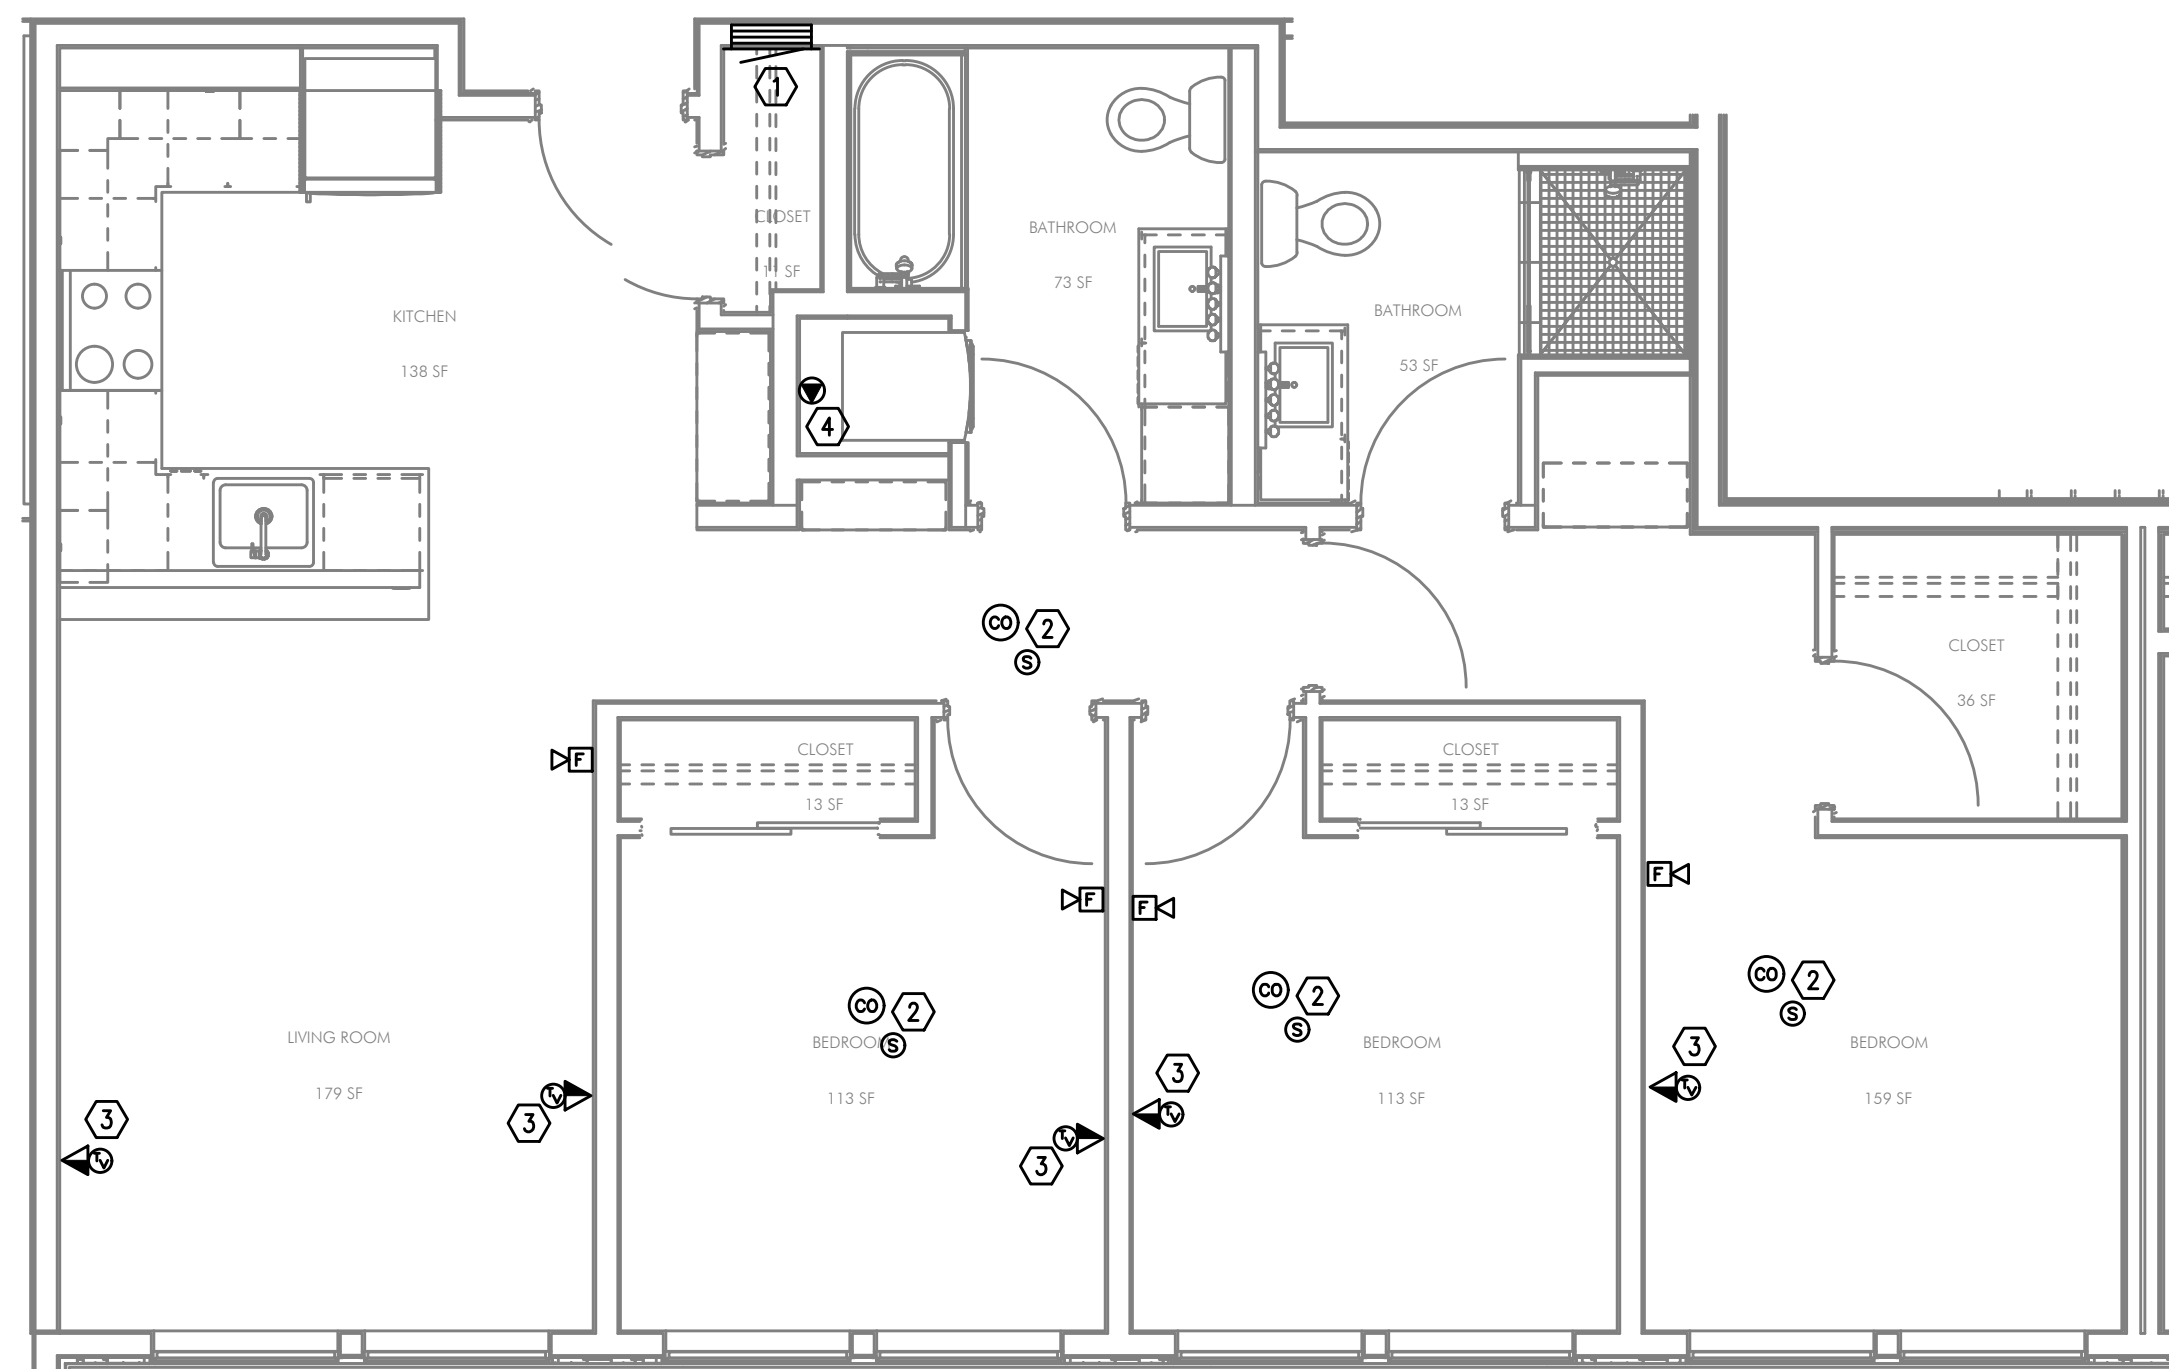 1
CLOSET
11 SF
BATHROOM
73 SF
BATHROOM
53 SF
KITCHEN
138 SF
4
CO
2
S
CLOSET
36 SF
CLOSET
13 SF
CLOSET
13 SF
F
F
F
F
CO
2
S
CO
2
S
CO
2
S
LIVING ROOM
179 SF
BEDROOM
113 SF
BEDROOM
113 SF
BEDROOM
159 SF
3
TV
3
TV
3
TV
3
TV
3
TV